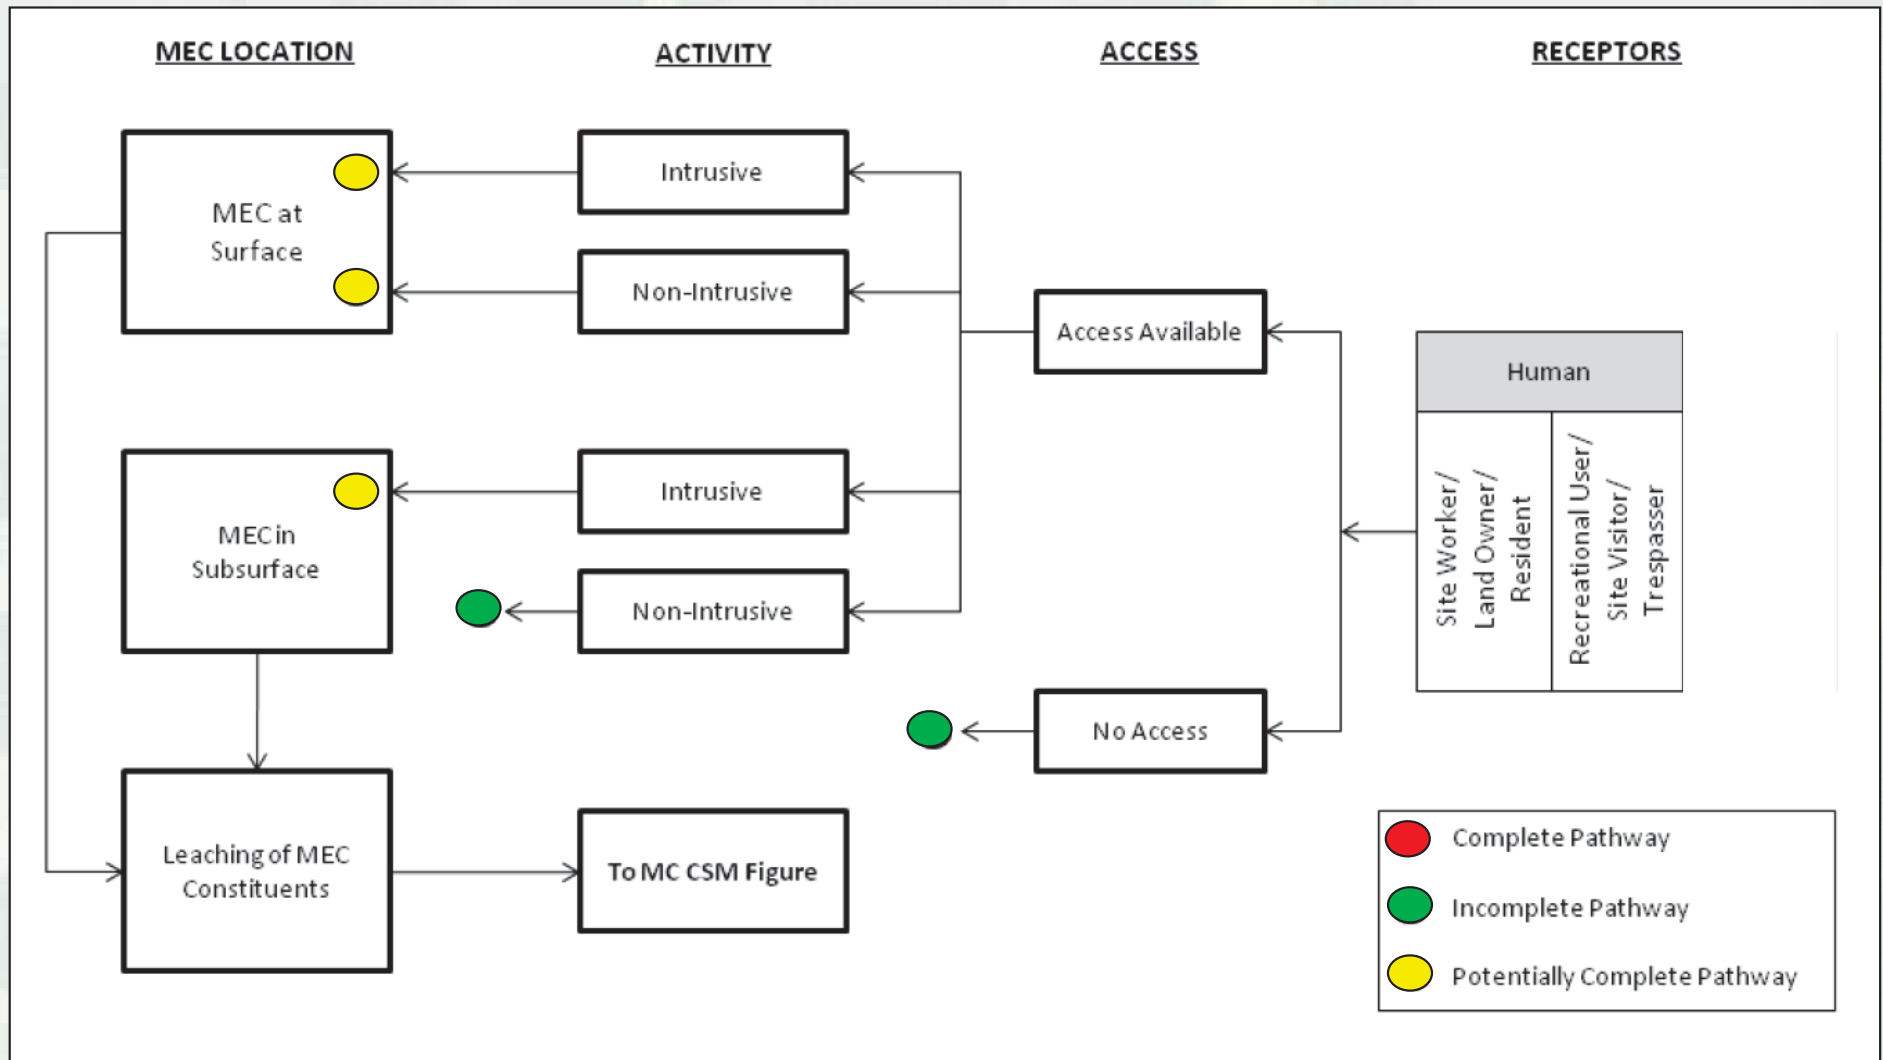 MEC LOCATION
ACTIVITY
ACCESS
RECEPTORS
MEC at
Surface
Intrusive
Non-Intrusive
Access Available
Human
Site Worker/
Land Owner/
Resident
Recreational User/
Site Visitor/
Trespasser
MEC in
Subsurface
Intrusive
Non-Intrusive
No Access
Leaching of MEC
Constituents
To MC CSM Figure
Complete Pathway
Incomplete Pathway
Potentially Complete Pathway